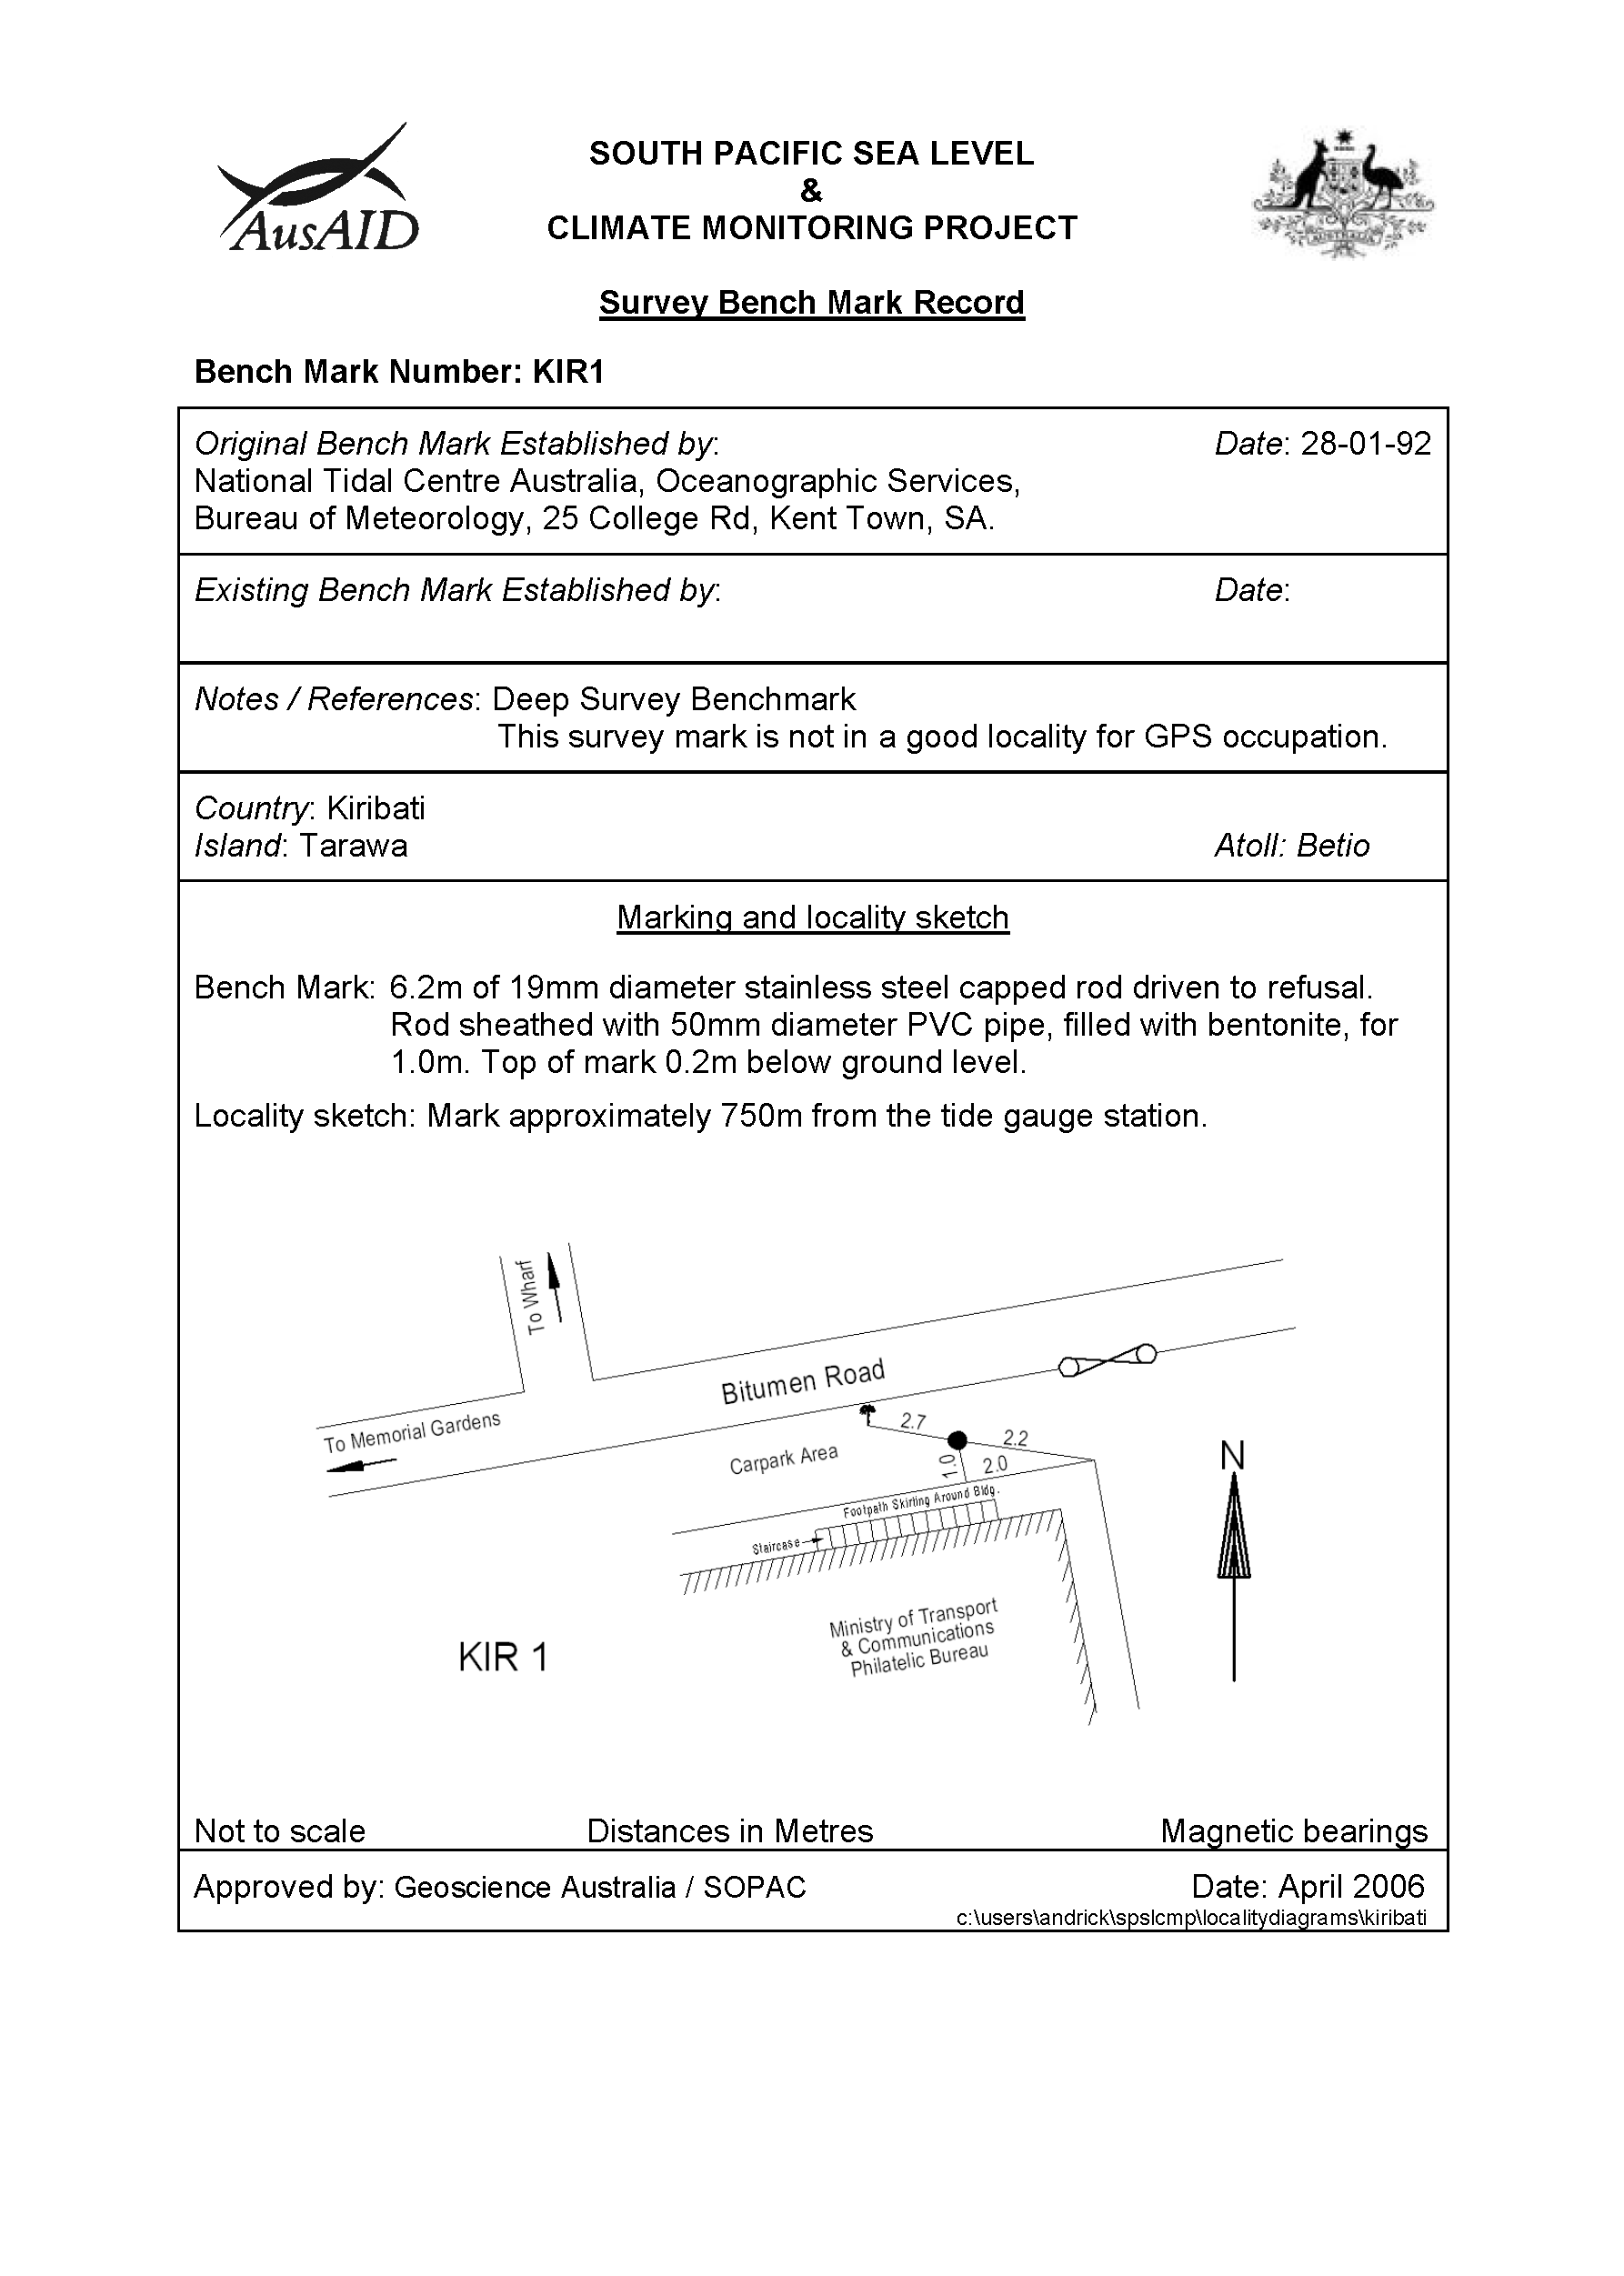 AusAID
SOUTH PACIFIC SEA LEVEL
&
CLIMATE MONITORING PROJECT
Survey Bench Mark Record
Bench Mark Number: KIR1
Original Bench Mark Established by: Date: 28-01-92
National Tidal Centre Australia, Oceanographic Services,
Bureau of Meteorology, 25 College Rd, Kent Town, SA.
Existing Bench Mark Established by: Date:
Notes / References: Deep Survey Benchmark
This survey mark is not in a good locality for GPS occupation.
Country: Kiribati
Island: Tarawa Atoll: Betio
Marking and locality sketch
Bench Mark: 6.2m of 19mm diameter stainless steel capped rod driven to refusal.
Rod sheathed with 50mm diameter PVC pipe, filled with bentonite, for
1.0m. Top of mark 0.2m below ground level.
Locality sketch: Mark approximately 750m from the tide gauge station.
To Wharf
Bitumen Road
To Memorial Gardens
2.7
2.2
Carpark Area
1.0
2.0
N
Footpath Skirting Around Bldg.
Staircase
Ministry of Transport
& Communications
Philatelic Bureau
KIR 1
Not to scale Distances in Metres Magnetic bearings
Approved by: Geoscience Australia / SOPAC Date: April 2006
c:\users\andrick\spslcmp\localitydiagrams\kiribati
AUSTRALIA